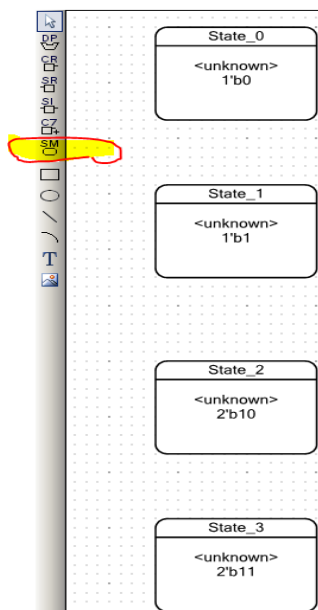 State_0
<unknown>
1'b0
DP
CR
SR
SI
CZ
SM
T
State_1
<unknown>
1'b1
State_2
<unknown>
2'b10
State_3
<unknown>
2'b11